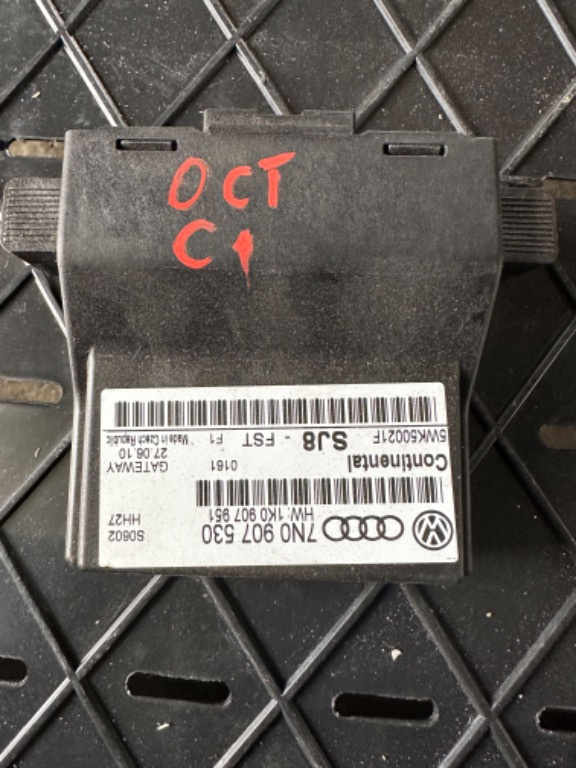 OCT
C1
7N0 907 530
HW: 1K0 907 951
S0602
HH27
Continental
0161
GATEWAY
27.06.10
5WK50021F
SJ8 - FST F1
Made in Czech Republic